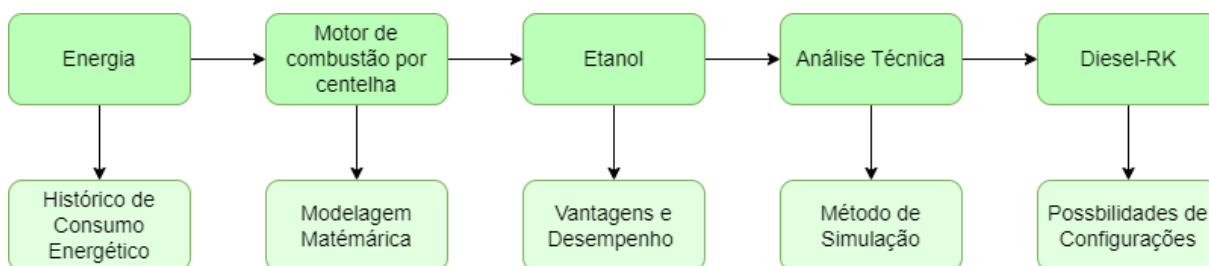 Energia
Motor de
combustão por
centelha
Etanol
Análise Técnica
Diesel-RK
Histórico de
Consumo
Energético
Modelagem
Matémárica
Vantagens e
Desempenho
Método de
Simulação
Possbilidades de
Configurações